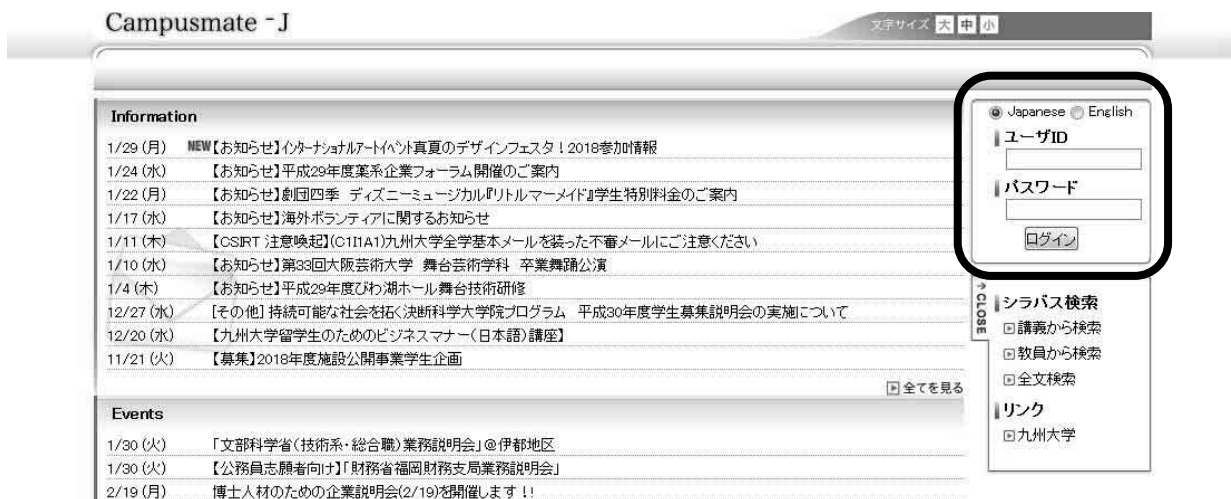 Campusmate - J
文字サイズ 大 中 小
Information
1/29 (月) NEW 【お知らせ】インターナショナルアートイベント真夏のデザインフェスタ！2018参加情報
1/24 (水) 【お知らせ】平成29年度薬系企業フォーラム開催のご案内
1/22 (月) 【お知らせ】劇団四季 ディズニーミュージカル『リトルマーメイド』学生特別料金のご案内
1/17 (水) 【お知らせ】海外ボランティアに関するお知らせ
1/11 (木) 【CSIRT 注意喚起】(C1I1A1)九州大学全学基本メールを装った不審メールにご注意ください
1/10 (水) 【お知らせ】第33回大阪芸術大学 舞台芸術学科 卒業舞踊公演
1/4 (木) 【お知らせ】平成29年度びわ湖ホール舞台技術研修
12/27 (水) [その他] 持続可能な社会を拓く決断科学大学院プログラム 平成30年度学生募集説明会の実施について
12/20 (水) 【九州大学留学生のためのビジネスマナー(日本語)講座】
11/21 (火) 【募集】2018年度施設公開事業学生企画
全てを見る
Events
1/30 (火) 「文部科学省(技術系・総合職)業務説明会」@伊都地区
1/30 (火) 【公務員志願者向け】「財務省福岡財務支局業務説明会」
2/19 (月) 博士人材のための企業説明会(2/19)を開催します！！
Japanese English
ユーザID
パスワード
ログイン
CLOSE
シラバス検索
講義から検索
教員から検索
全文検索
リンク
九州大学